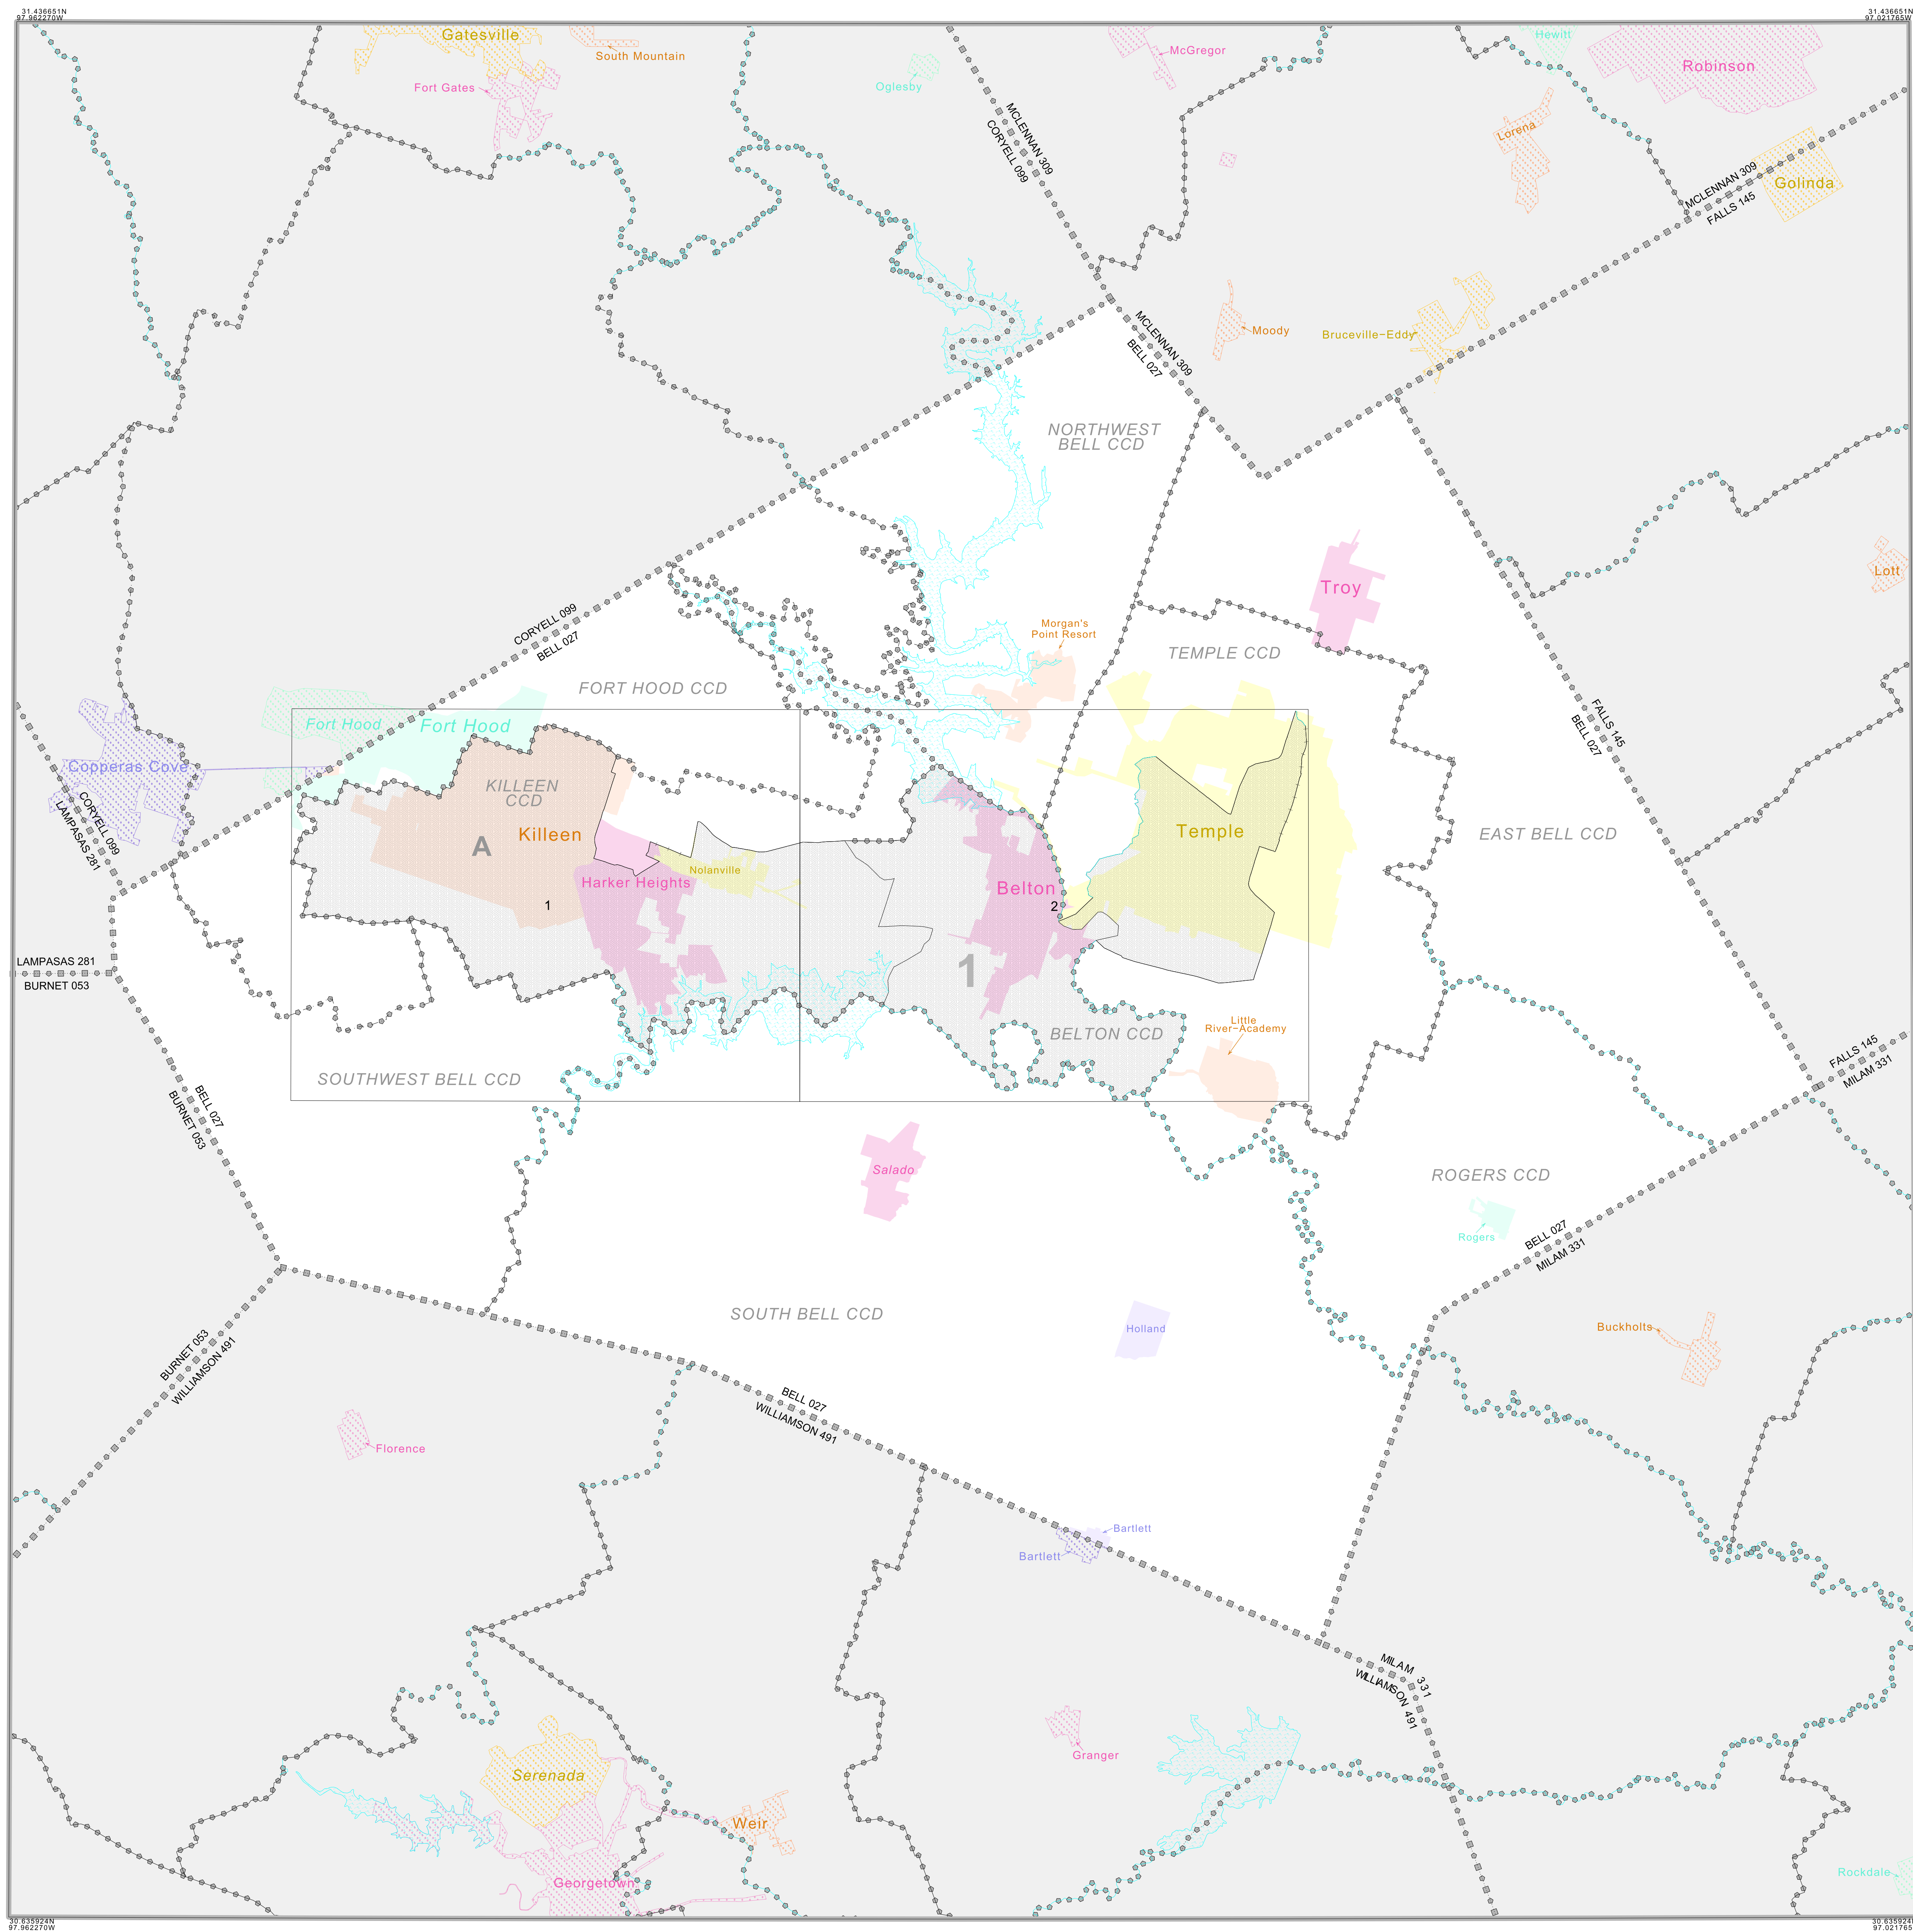 31.436651N
97.962270W
31.436651N
97.021765W
Gatesville
South Mountain
Fort Gates
Oglesby
McGregor
Hewitt
Robinson
Lorena
MCLENNAN 309
CORYELL 099
MCLENNAN 309
FALLS 145
Golinda
Moody
Bruceville-Eddy
MCLENNAN 309
BELL 027
NORTHWEST
BELL CCD
Lott
Troy
CORYELL 099
BELL 027
Morgan's
Point Resort
TEMPLE CCD
FORT HOOD CCD
Fort Hood
Fort Hood
FALLS 145
BELL 027
Copperas Cove
KILLEEN
CCD
A
Killeen
Temple
EAST BELL CCD
CORYELL 099
LAMPASAS 281
Nolanville
Harker Heights
Belton
1
2
LAMPASAS 281
BURNET 053
1
Little
River-Academy
BELTON CCD
FALLS 145
MILAM 331
SOUTHWEST BELL CCD
BELL 027
BURNET 053
Salado
ROGERS CCD
Rogers
BELL 027
MILAM 331
SOUTH BELL CCD
Holland
Buckholts
BURNET 053
WILLIAMSON 491
BELL 027
WILLIAMSON 491
Florence
Bartlett
Bartlett
MILAM 331
WILLIAMSON 491
Granger
Serenada
Weir
Georgetown
Rockdale
30.635924N
97.962270W
30.635924N
97.021765